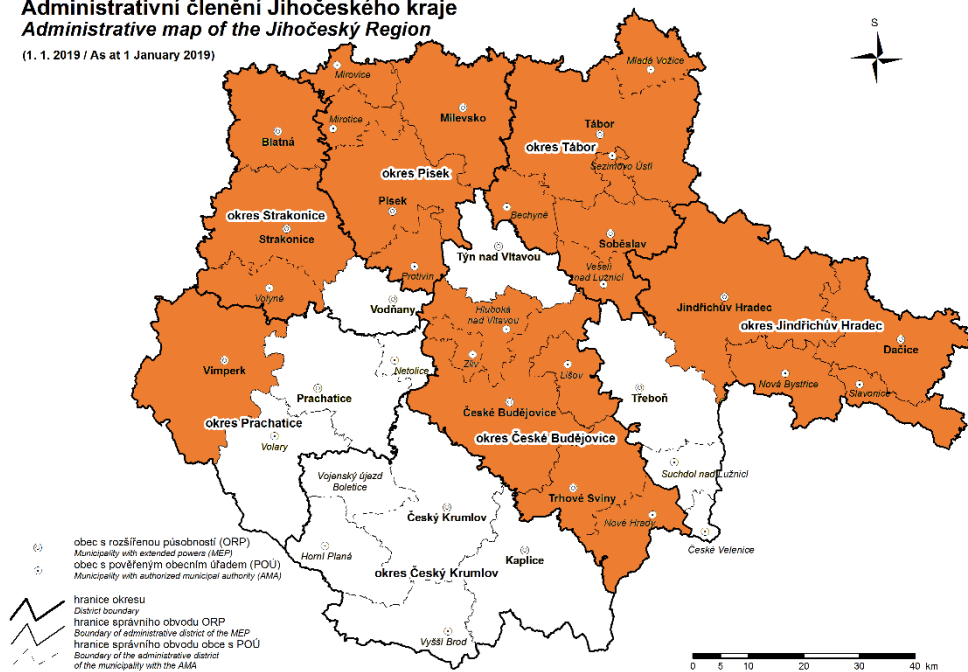 Administrativní členění Jihočeského kraje
Administrative map of the Jihočeský Region
(1. 1. 2019 / As at 1 January 2019)
S
Mirovice
Mladá Vožice
Milevsko
Mirotice
Tábor
Blatná
okres Tábor
Sezimovo Ústí
okres Písek
Písek
Bechyně
okres Strakonice
Strakonice
Soběslav
Týn nad Vltavou
Veselí
nad Lužnicí
Protivín
Volyně
Vodňany
Jindřichův Hradec
Hluboká
nad Vltavou
okres Jindřichův Hradec
Dačice
Zliv
Vimperk
Netolice
Lišov
Nová Bystřice
Slavonice
Prachatice
Třeboň
České Budějovice
okres Prachatice
okres České Budějovice
Volary
Suchdol nad Lužnicí
Vojenský újezd
Boletice
Trhové Sviny
Český Krumlov
Nové Hrady
České Velenice
Horní Planá
Kaplice
okres Český Krumlov
Vyšší Brod
obec s rozšířenou působností (ORP)
Municipality with extended powers (MEP)
obec s pověřeným obecním úřadem (POÚ)
Municipality with authorized municipal authority (AMA)
hranice okresu
District boundary
hranice správního obvodu ORP
Boundary of administrative district of the MEP
hranice správního obvodu obce s POÚ
Boundary of the administrative district
of the municipality with the AMA
0 5 10 20 30 40 km